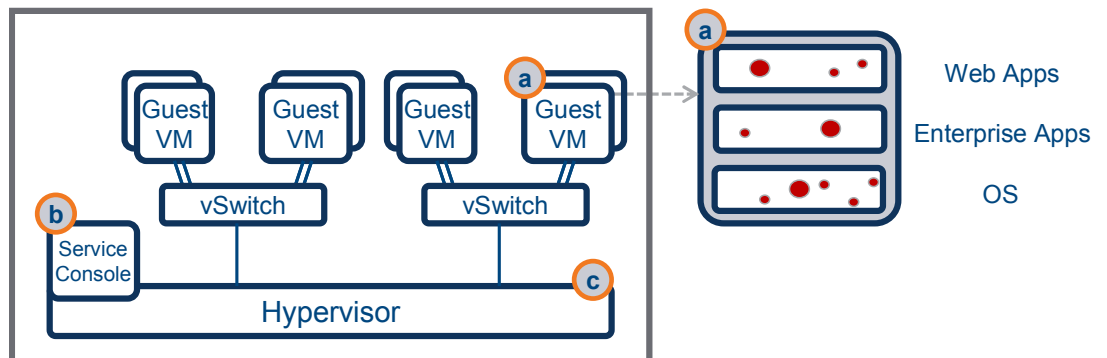 a
a
Web Apps
Guest
VM
Guest
VM
Guest
VM
Guest
VM
Enterprise Apps
vSwitch
vSwitch
OS
b
Service
Console
c
Hypervisor